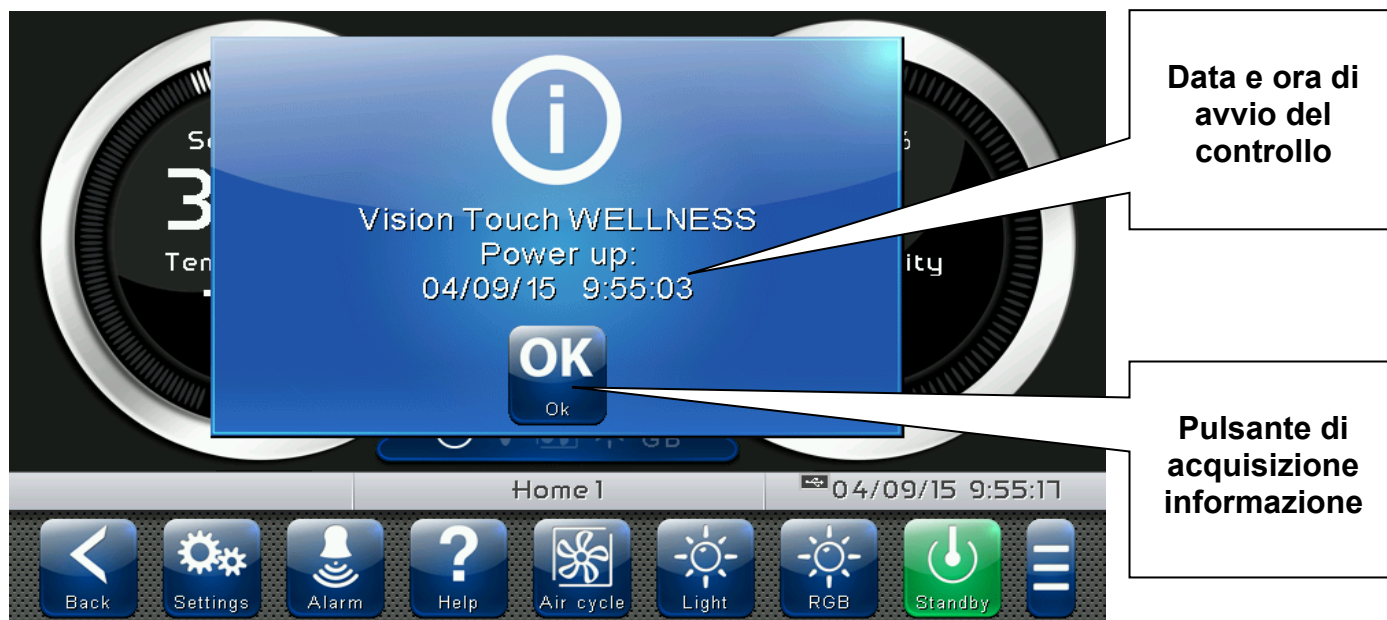 Vision Touch WELLNESS
Power up:
04/09/15 9:55:03
OK
Ok
GB
Home 1
04/09/15 9:55:17
Back
Settings
Alarm
Help
Air cycle
Light
RGB
Standby
Data e ora di
avvio del
controllo
Pulsante di
acquisizione
informazione